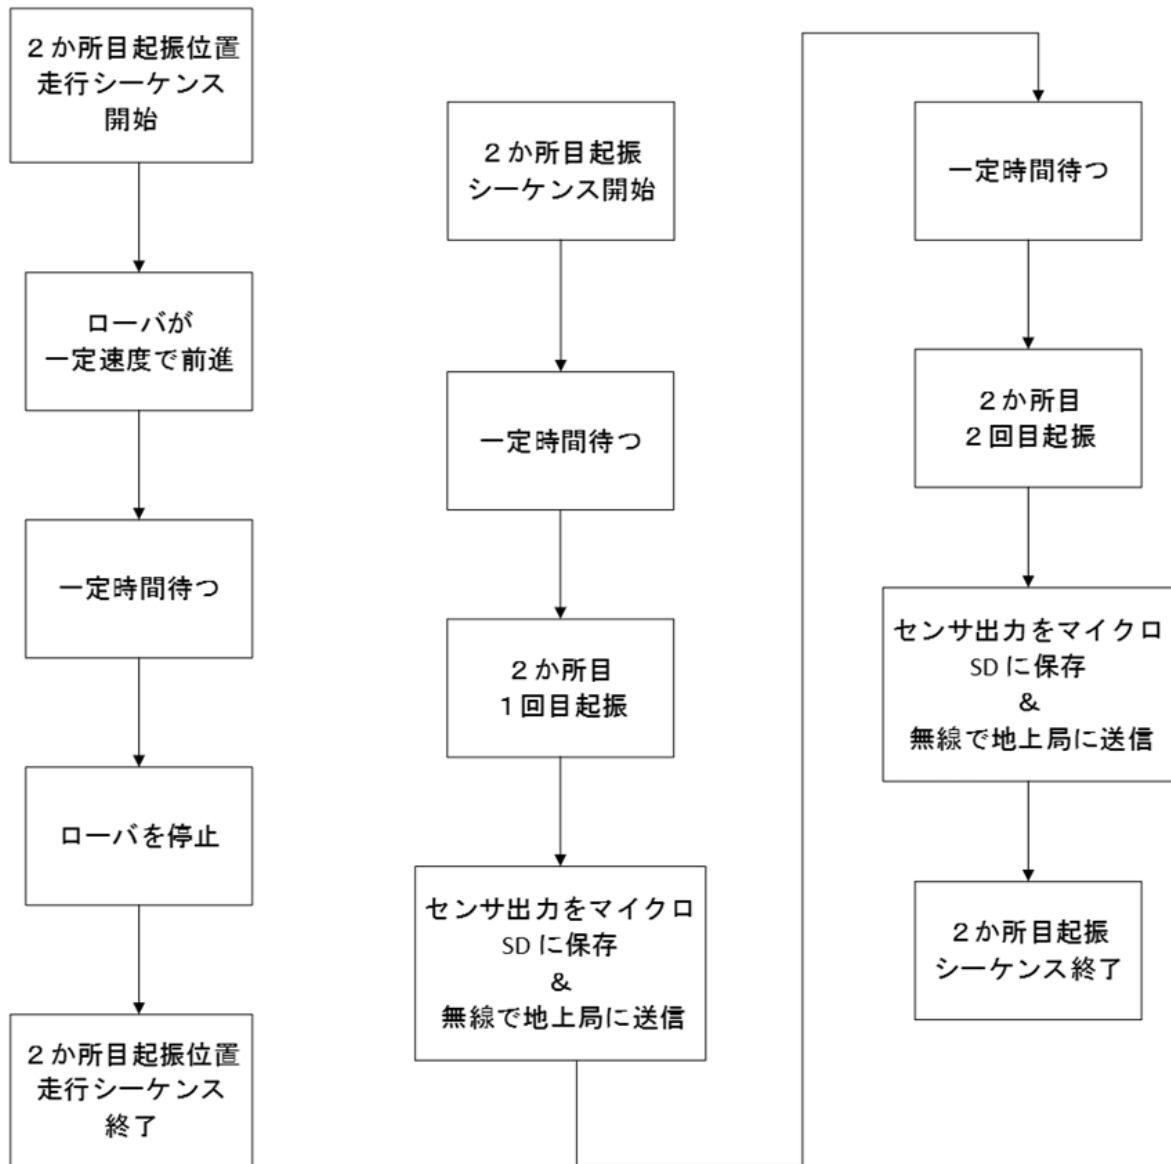 ２か所目起振位置
走行シーケンス
開始
ローバが
一定速度で前進
一定時間待つ
ローバを停止
２か所目起振位置
走行シーケンス
終了
２か所目起振
シーケンス開始
一定時間待つ
２か所目
１回目起振
センサ出力をマイクロ
SDに保存
&
無線で地上局に送信
一定時間待つ
２か所目
２回目起振
センサ出力をマイクロ
SDに保存
&
無線で地上局に送信
２か所目起振
シーケンス終了